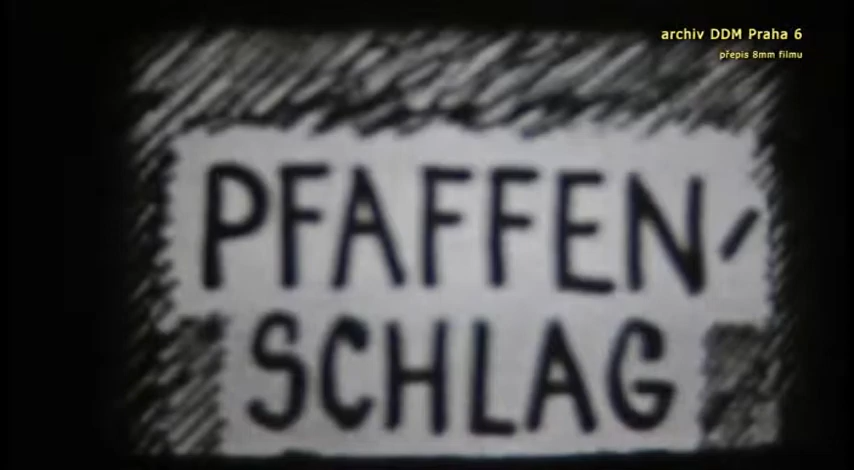 archiv DDM Praha 6
přepis 8mm filmu
PFAFFEN-
SCHLAG